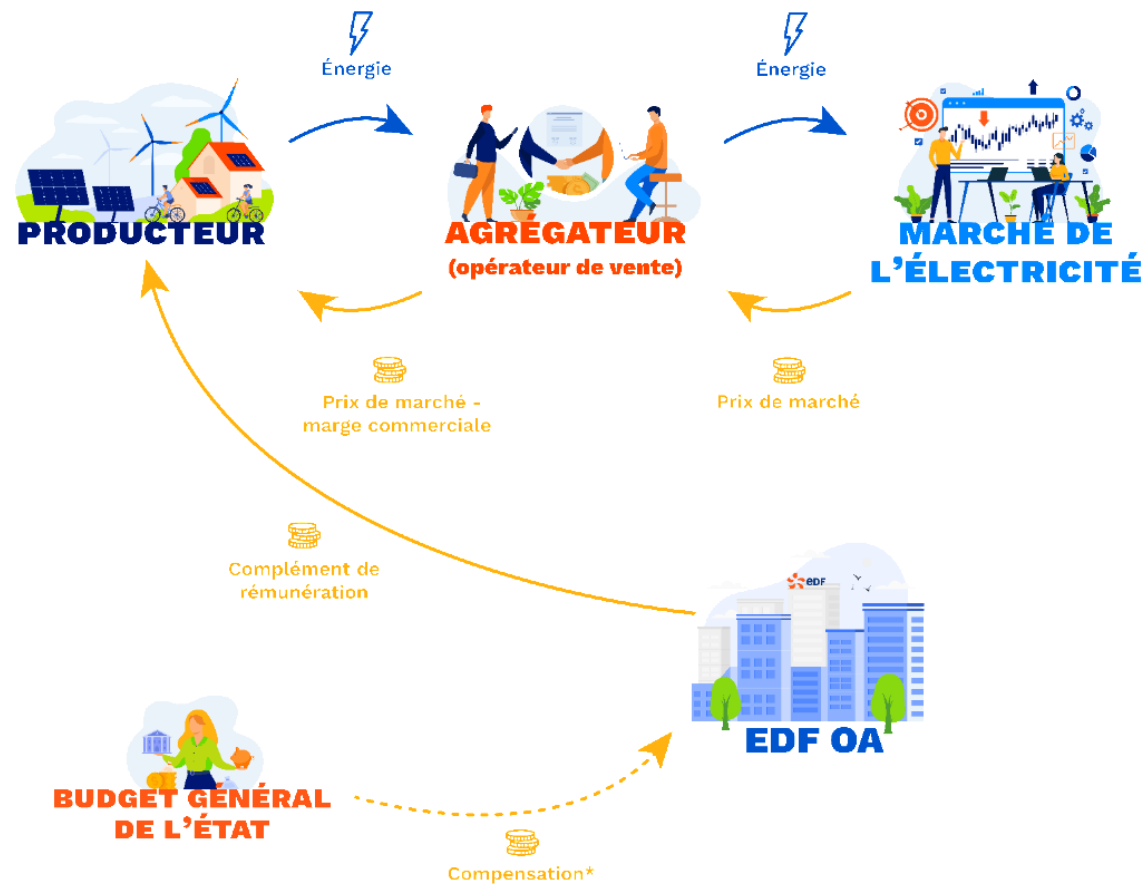 Énergie
Énergie
PRODUCTEUR
AGRÉGATEUR
(opérateur de vente)
MARCHÉ DE
L'ÉLECTRICITÉ
Prix de marché -
marge commerciale
Prix de marché
Complément de
rémunération
edf
EDF OA
BUDGET GÉNÉRAL
DE L'ÉTAT
Compensation*